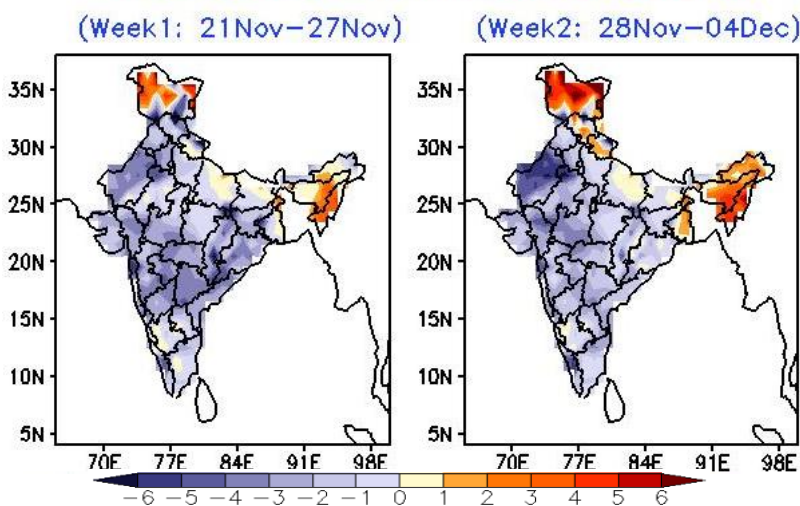 (Week1: 21Nov−27Nov) (Week2: 28Nov−04Dec)
35N 35N
30N 30N
25N 25N
20N 20N
15N 15N
10N 10N
5N 5N
70E 77E 84E 91E 98E 70E 77E 84E 91E 98E
−6 −5 −4 −3 −2 −1 0 1 2 3 4 5 6